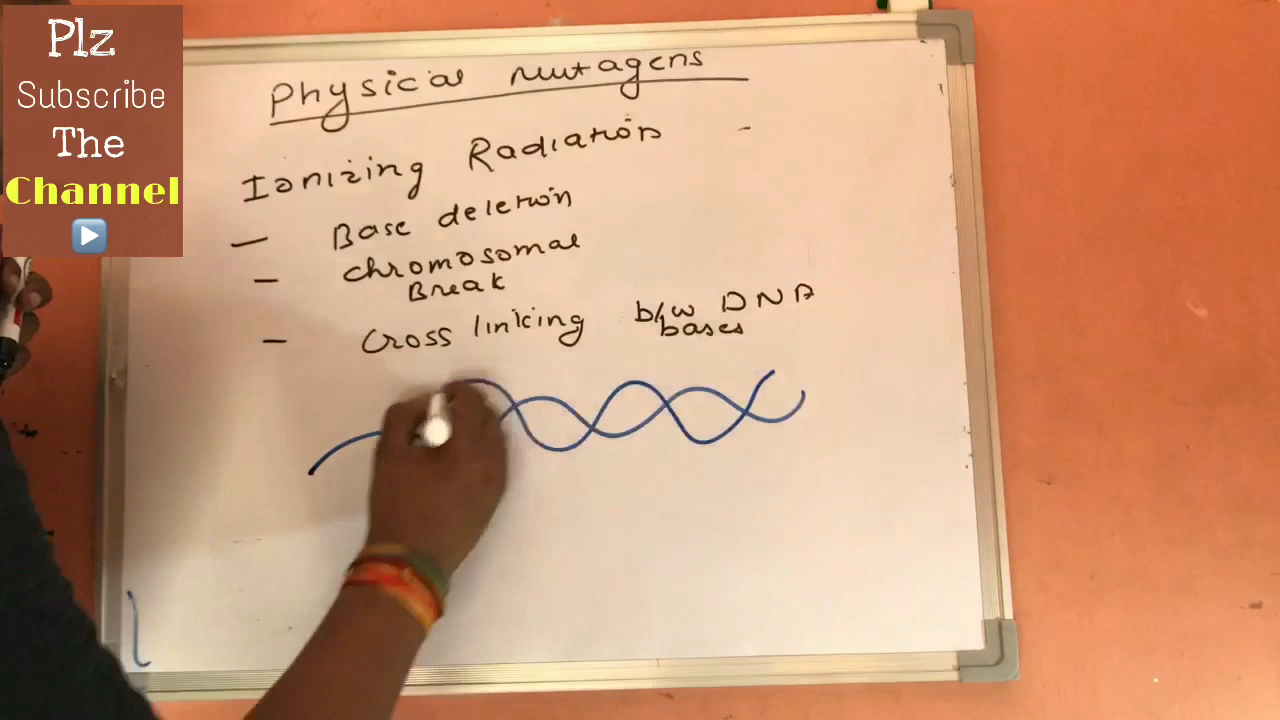 Plz
Subscribe
The
Channel
Physical mutagens
Ionizing Radiation -
- Base deletion
- Chromosomal
Break
- Cross linking b/w DNA
bases